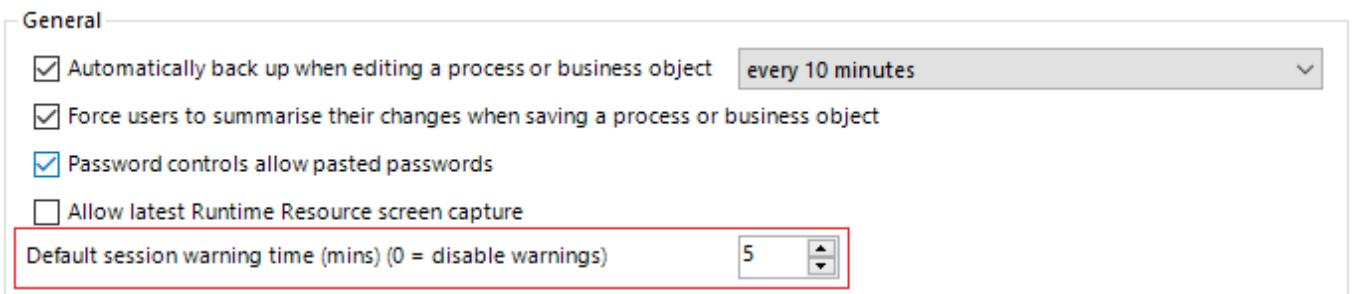 General
Automatically back up when editing a process or business object every 10 minutes
Force users to summarise their changes when saving a process or business object
Password controls allow pasted passwords
Allow latest Runtime Resource screen capture
Default session warning time (mins) (0 = disable warnings) 5